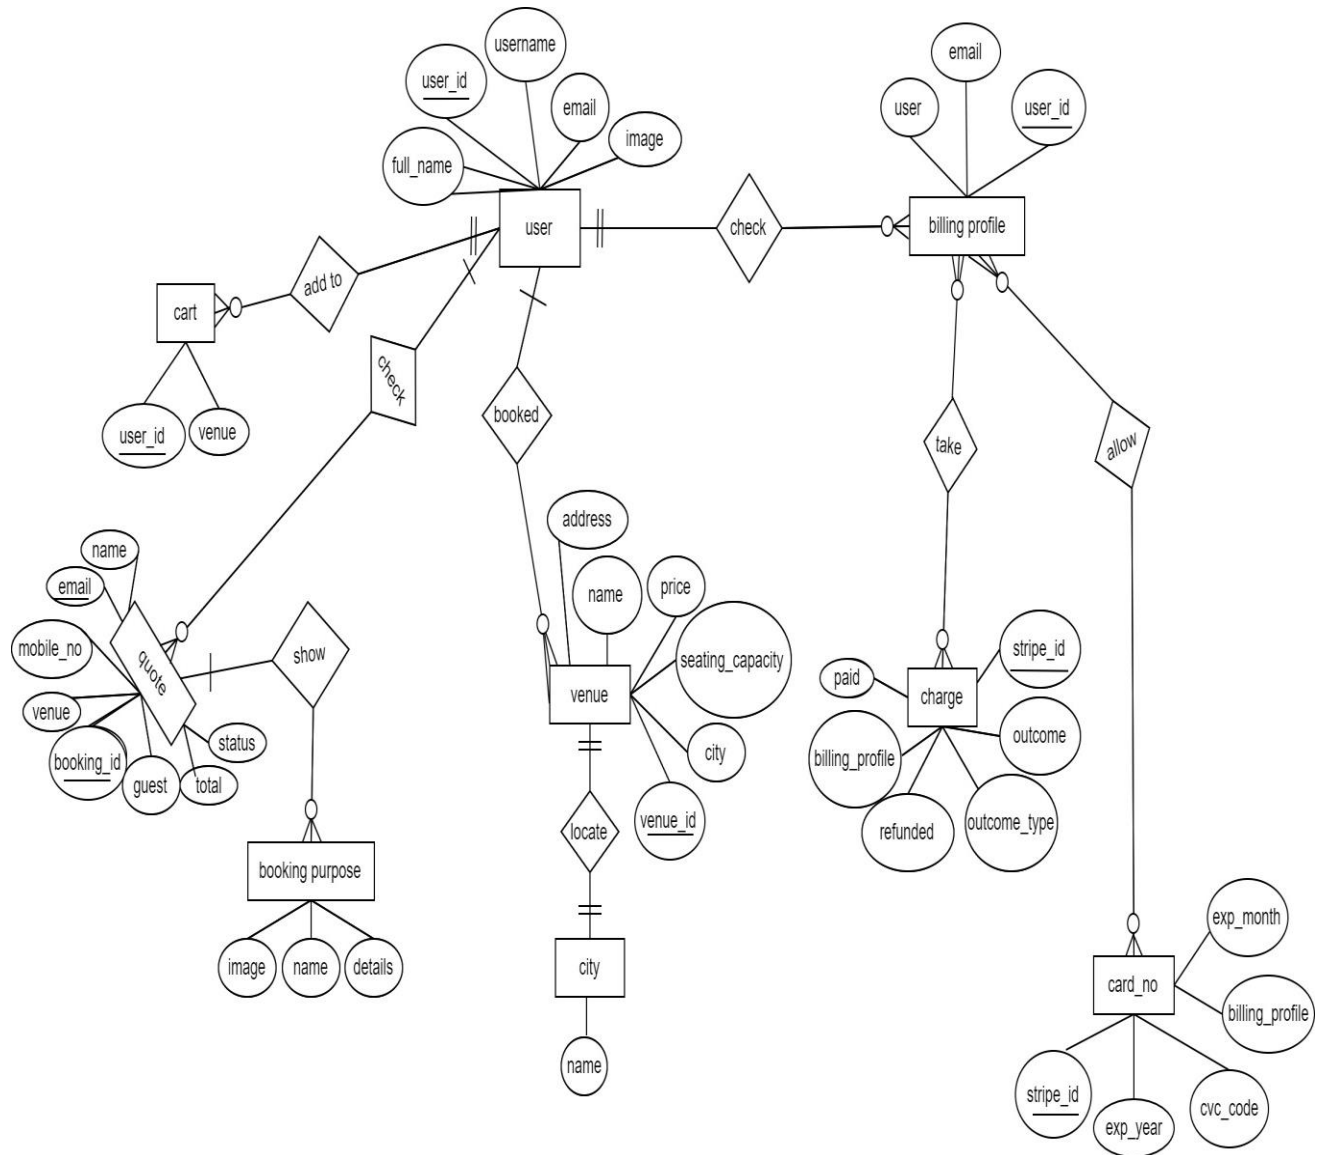 username
email
user_id
email
user
user_id
image
full_name
user
check
billing profile
add to
cart
check
booked
take
allow
user_id
venue
address
name
email
name
price
mobile_no
quote
show
seating_capacity
stripe_id
venue
paid
charge
venue
status
city
outcome
booking_id
guest
total
billing_profile
venue_id
locate
refunded
outcome_type
booking purpose
exp_month
image
name
details
city
card_no
billing_profile
name
stripe_id
exp_year
cvc_code